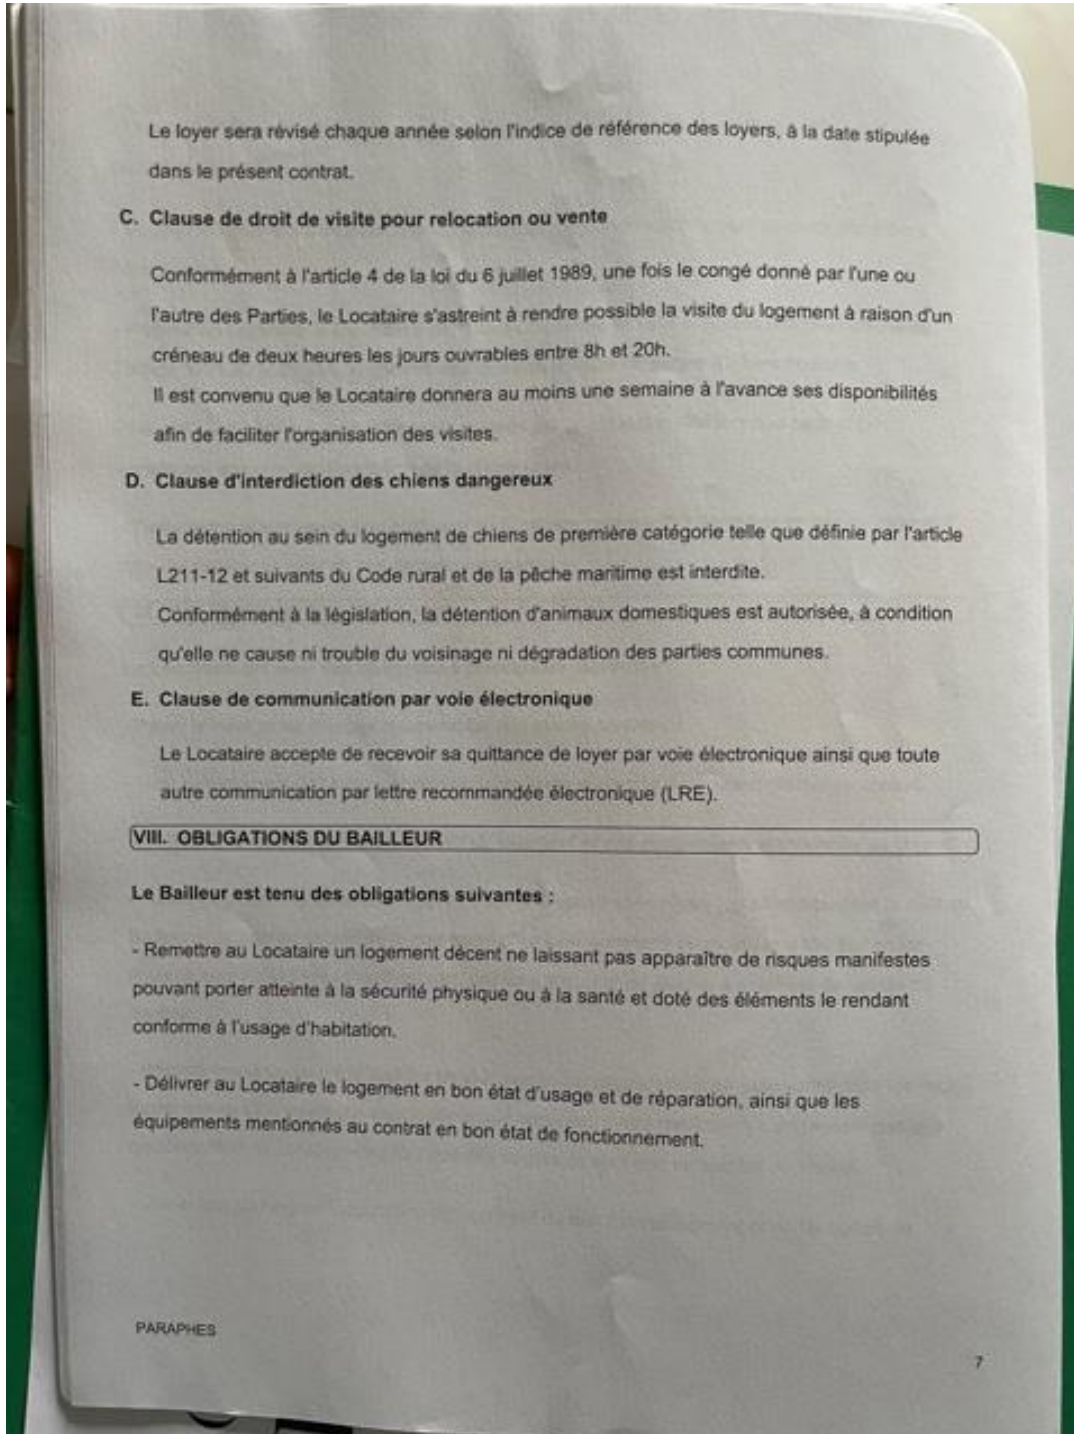 Le loyer sera révisé chaque année selon l'indice de référence des loyers, à la date stipulée
dans le présent contrat.
C. Clause de droit de visite pour relocation ou vente
Conformément à l'article 4 de la loi du 6 juillet 1989, une fois le congé donné par l'une ou
l'autre des Parties, le Locataire s'astreint à rendre possible la visite du logement à raison d'un
créneau de deux heures les jours ouvrables entre 8h et 20h.
Il est convenu que le Locataire donnera au moins une semaine à l'avance ses disponibilités
afin de faciliter l'organisation des visites.
D. Clause d'interdiction des chiens dangereux
La détention au sein du logement de chiens de première catégorie telle que définie par l'article
L211-12 et suivants du Code rural et de la pêche maritime est interdite.
Conformément à la législation, la détention d'animaux domestiques est autorisée, à condition
qu'elle ne cause ni trouble du voisinage ni dégradation des parties communes.
E. Clause de communication par voie électronique
Le Locataire accepte de recevoir sa quittance de loyer par voie électronique ainsi que toute
autre communication par lettre recommandée électronique (LRE).
VIII. OBLIGATIONS DU BAILLEUR
Le Bailleur est tenu des obligations suivantes :
- Remettre au Locataire un logement décent ne laissant pas apparaître de risques manifestes
pouvant porter atteinte à la sécurité physique ou à la santé et doté des éléments le rendant
conforme à l'usage d'habitation.
- Délivrer au Locataire le logement en bon état d'usage et de réparation, ainsi que les
équipements mentionnés au contrat en bon état de fonctionnement.
PARAPHES
7